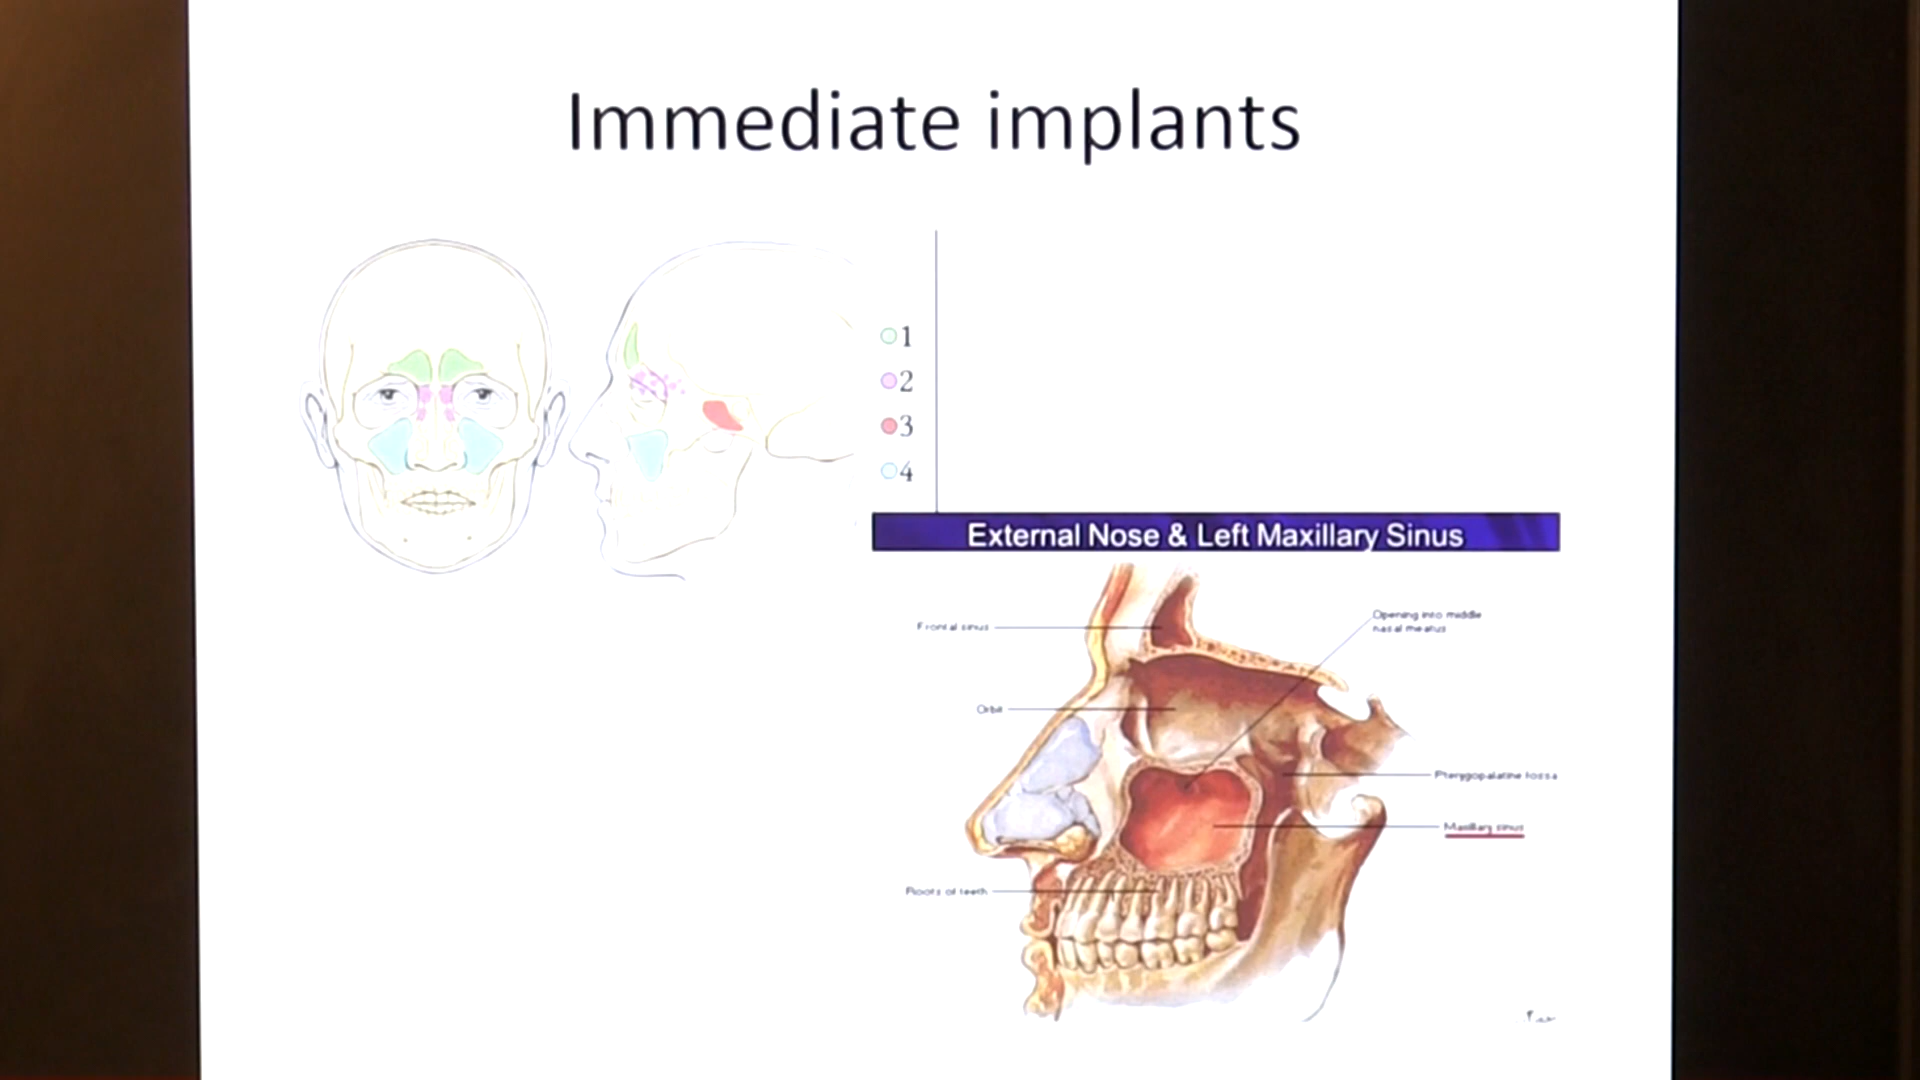 Immediate implants
1
2
3
4
External Nose & Left Maxillary Sinus
Frontal sinus
Opening into middle
nasal meatus
Orbit
Pterygopalatine fossa
Maxillary sinus
Roots of teeth